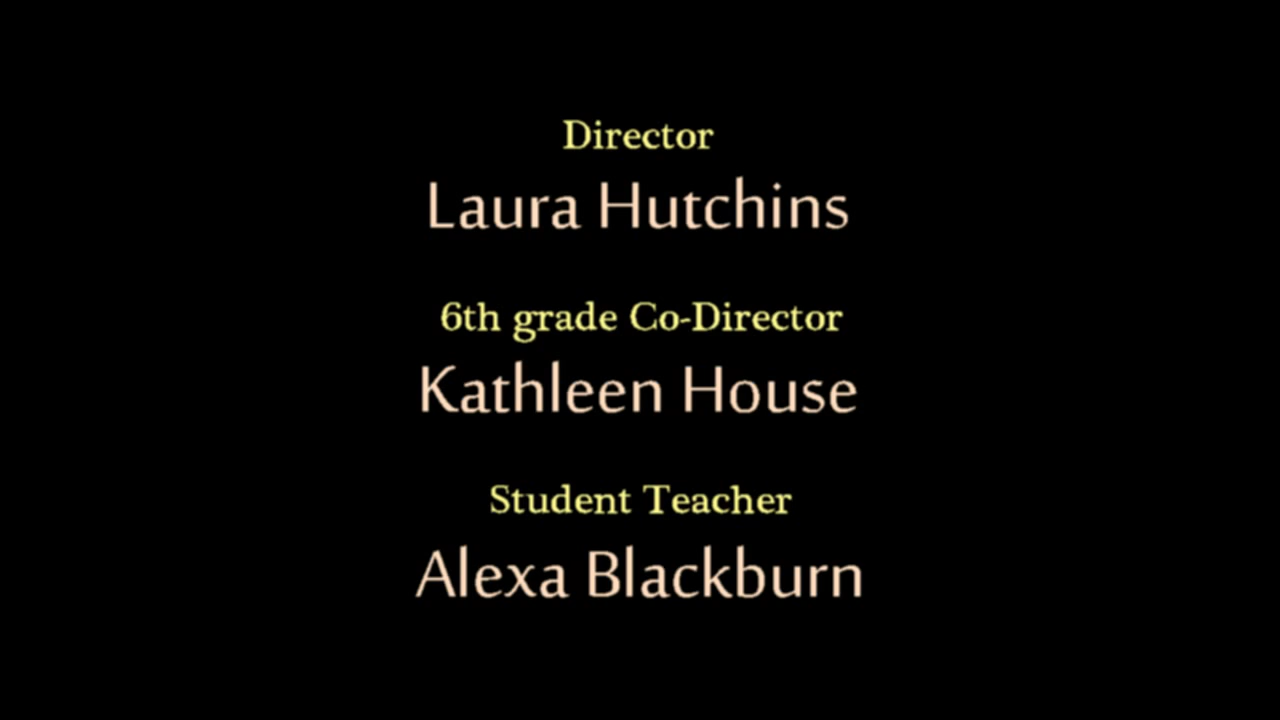 Director
Laura Hutchins
6th grade Co-Director
Kathleen House
Student Teacher
Alexa Blackburn